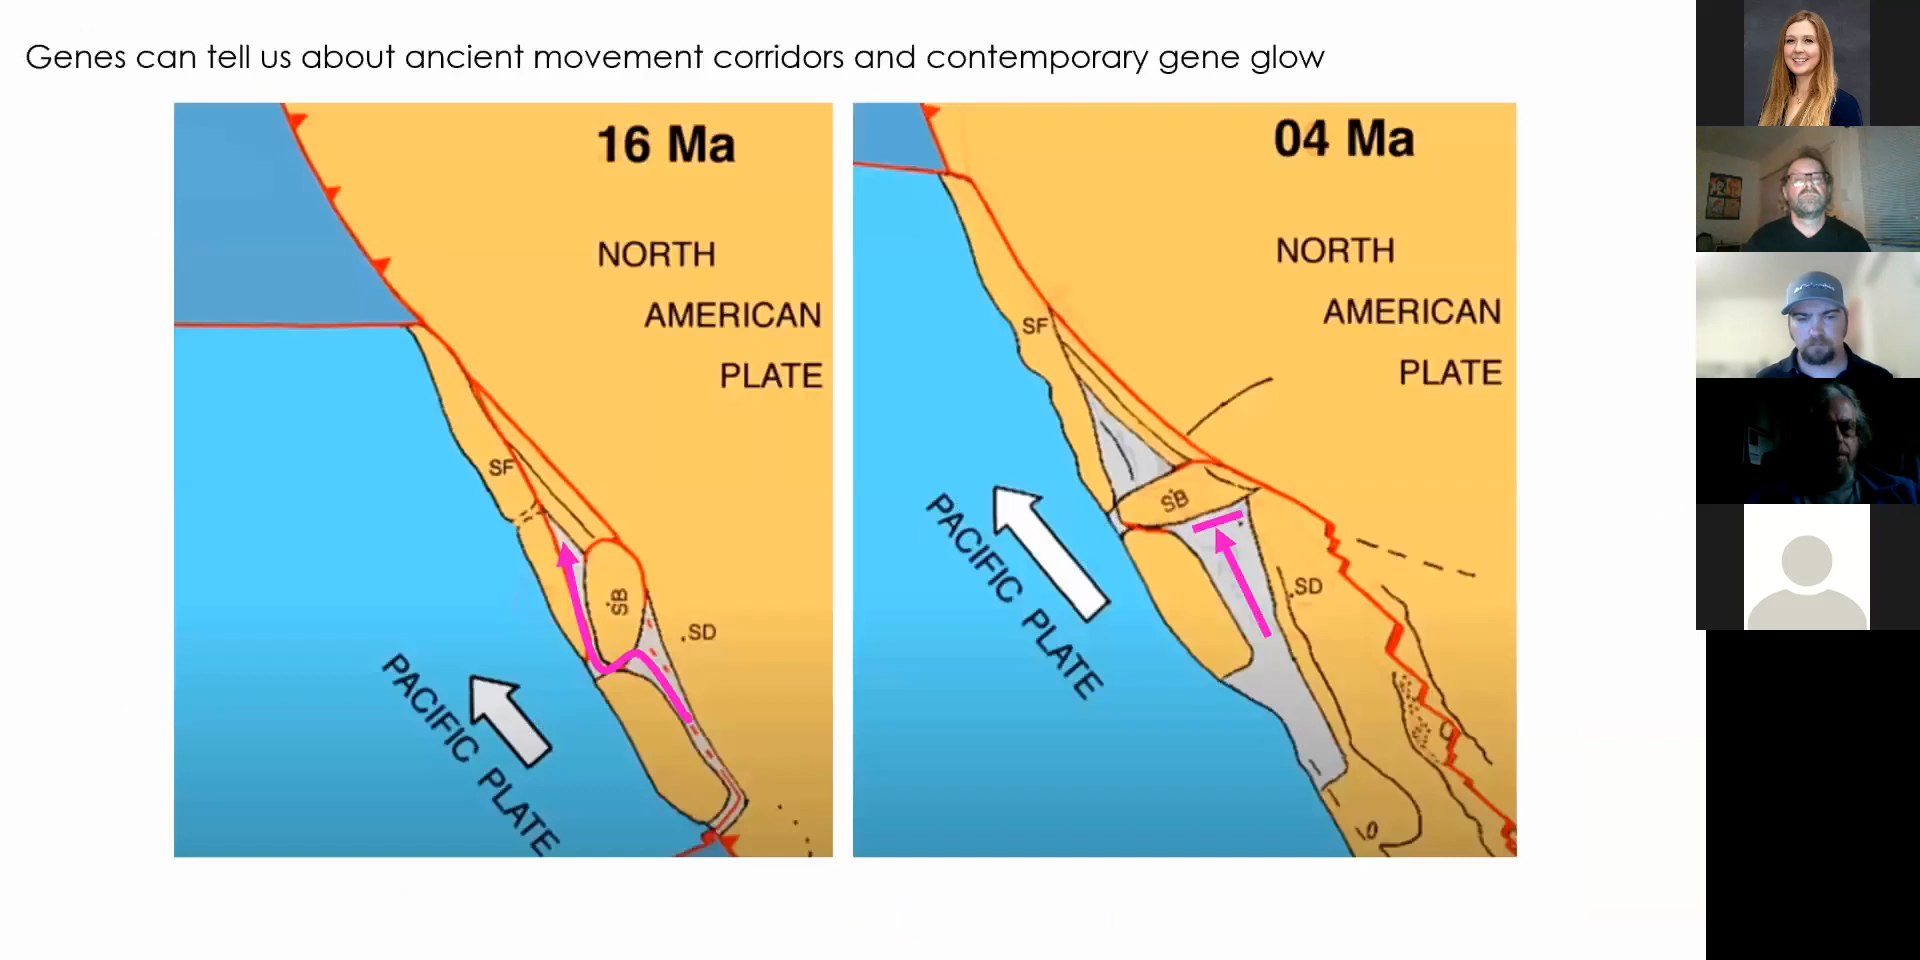 Genes can tell us about ancient movement corridors and contemporary gene glow
16 Ma
NORTH
AMERICAN
PLATE
SF
SB
.SD
PACIFIC PLATE
04 Ma
NORTH
AMERICAN
PLATE
SF
SB
.SD
PACIFIC PLATE